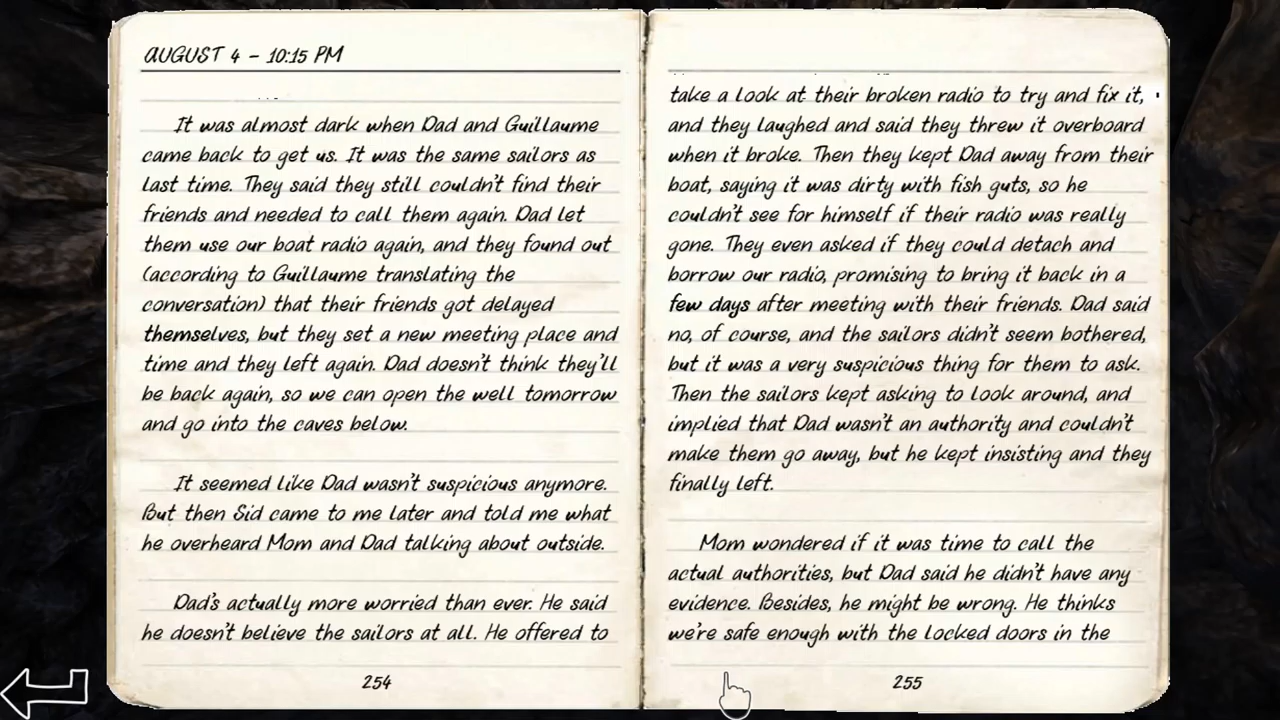 AUGUST 4 – 10:15 PM
It was almost dark when Dad and Guillaume
came back to get us. It was the same sailors as
last time. They said they still couldn't find their
friends and needed to call them again. Dad let
them use our boat radio again, and they found out
(according to Guillaume translating the
conversation) that their friends got delayed
themselves, but they set a new meeting place and
time and they left again. Dad doesn't think they'll
be back again, so we can open the well tomorrow
and go into the caves below.
It seemed like Dad wasn't suspicious anymore.
But then Sid came to me later and told me what
he overheard Mom and Dad talking about outside.
Dad's actually more worried than ever. He said
he doesn't believe the sailors at all. He offered to
254
take a look at their broken radio to try and fix it,
and they laughed and said they threw it overboard
when it broke. Then they kept Dad away from their
boat, saying it was dirty with fish guts, so he
couldn't see for himself if their radio was really
gone. They even asked if they could detach and
borrow our radio, promising to bring it back in a
few days after meeting with their friends. Dad said
no, of course, and the sailors didn't seem bothered,
but it was a very suspicious thing for them to ask.
Then the sailors kept asking to look around, and
implied that Dad wasn't an authority and couldn't
make them go away, but he kept insisting and they
finally left.
Mom wondered if it was time to call the
actual authorities, but Dad said he didn't have any
evidence. Besides, he might be wrong. He thinks
we're safe enough with the locked doors in the
255